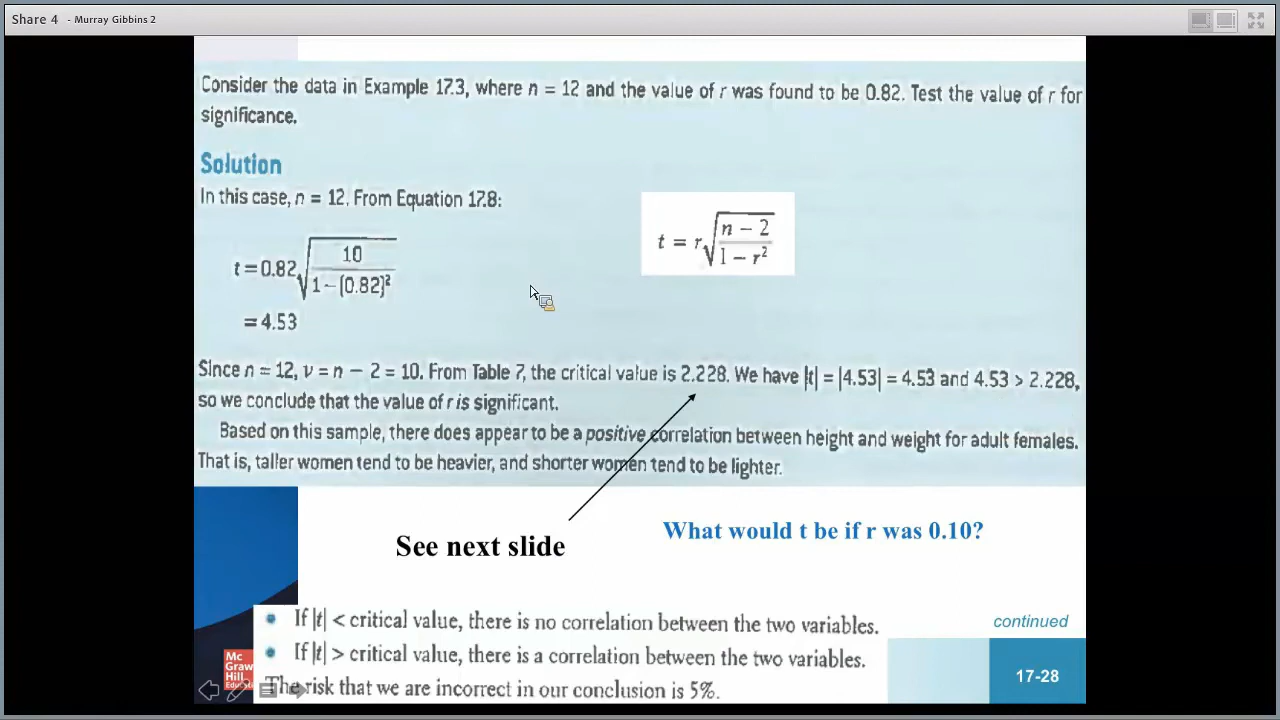 Share 4 - Murray Gibbins 2
Consider the data in Example 17.3, where n = 12 and the value of r was found to be 0.82. Test the value of r for
significance.
Solution
In this case, n = 12. From Equation 17.8:
t = r√((n − 2)/(1 − r²))
t = 0.82√(10/(1 − (0.82)²))
= 4.53
Since n = 12, ν = n − 2 = 10. From Table 7, the critical value is 2.228. We have |t| = |4.53| = 4.53 and 4.53 > 2.228,
so we conclude that the value of r is significant.
Based on this sample, there does appear to be a positive correlation between height and weight for adult females.
That is, taller women tend to be heavier, and shorter women tend to be lighter.
What would t be if r was 0.10?
See next slide
If |t| < critical value, there is no correlation between the two variables.
continued
If |t| > critical value, there is a correlation between the two variables.
The risk that we are incorrect in our conclusion is 5%.
Mc
Graw
Hill
17-28